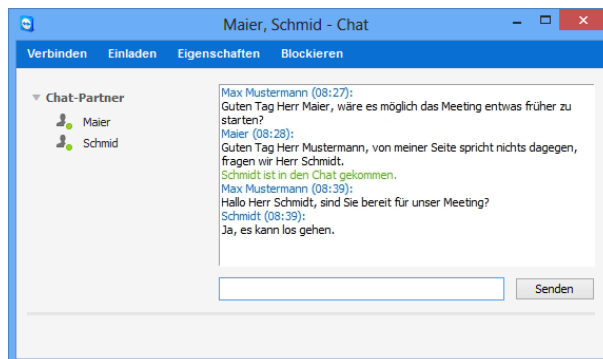 Maier, Schmid - Chat
Verbinden Einladen Eigenschaften Blockieren
Chat-Partner
Maier
Schmid
Max Mustermann (08:27):
Guten Tag Herr Maier, wäre es möglich das Meeting entwas früher zu
starten?
Maier (08:28):
Guten Tag Herr Mustermann, von meiner Seite spricht nichts dagegen,
fragen wir Herr Schmidt.
Schmidt ist in den Chat gekommen.
Max Mustermann (08:39):
Hallo Herr Schmidt, sind Sie bereit für unser Meeting?
Schmidt (08:39):
Ja, es kann los gehen.
Senden